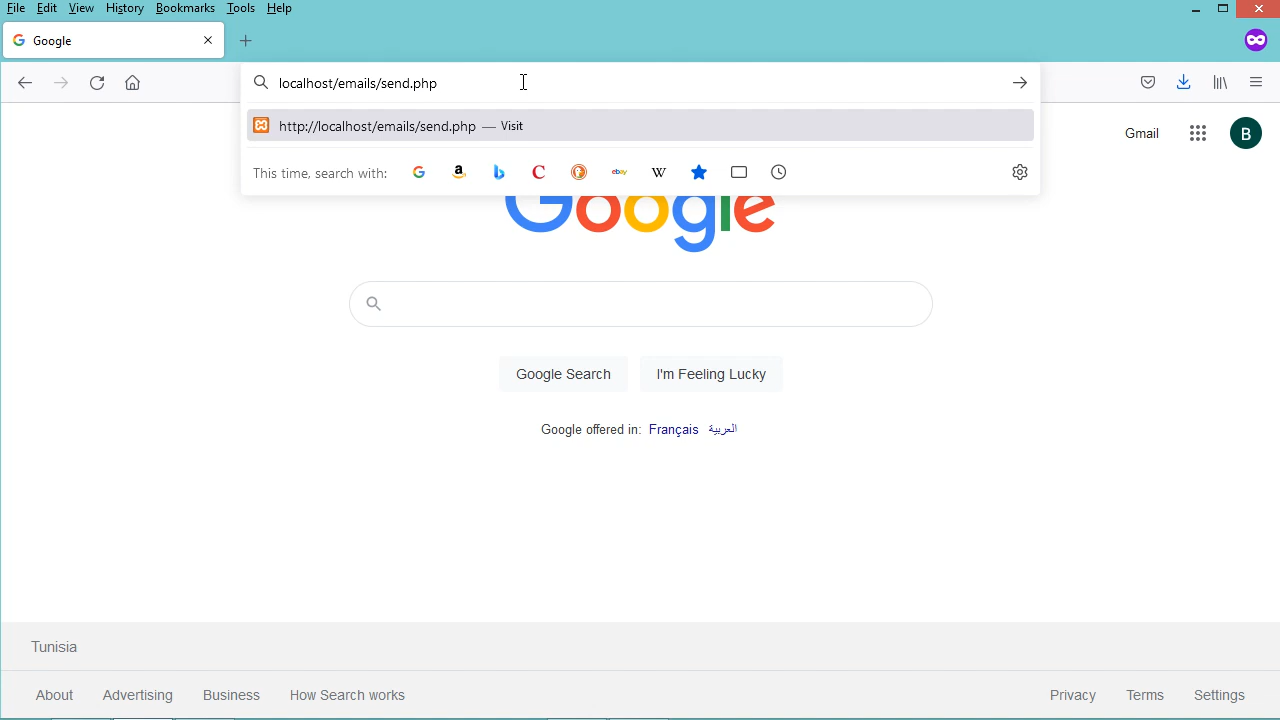 File Edit View History Bookmarks Tools Help
Google
localhost/emails/send.php
http://localhost/emails/send.php — Visit
This time, search with: a C ebay W
Gmail B
Google
Google Search I'm Feeling Lucky
Google offered in: Français العربية
Tunisia
About Advertising Business How Search works Privacy Terms Settings